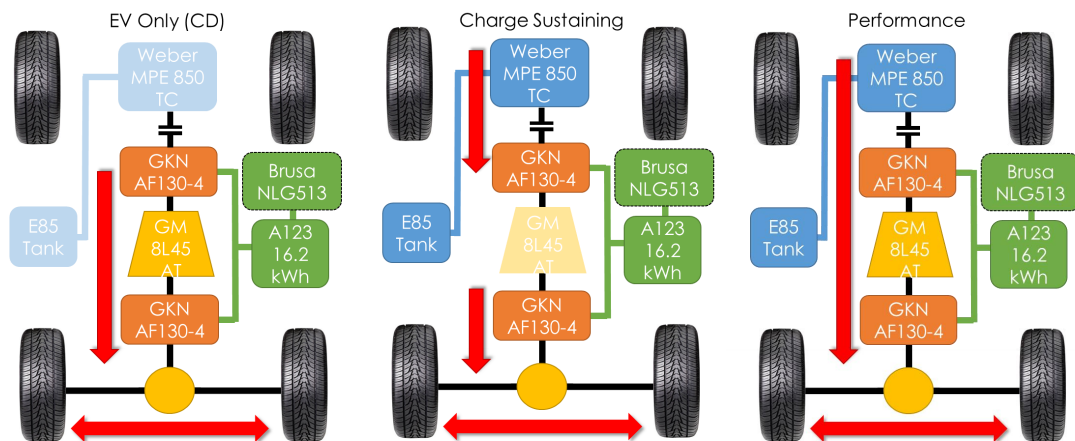 EV Only (CD)
Weber
MPE 850
TC
GKN
AF130-4
Brusa
NLG513
E85
Tank
GM
8L45
AT
A123
16.2
kWh
GKN
AF130-4
Charge Sustaining
Weber
MPE 850
TC
GKN
AF130-4
Brusa
NLG513
E85
Tank
GM
8L45
AT
A123
16.2
kWh
GKN
AF130-4
Performance
Weber
MPE 850
TC
GKN
AF130-4
Brusa
NLG513
E85
Tank
GM
8L45
AT
A123
16.2
kWh
GKN
AF130-4